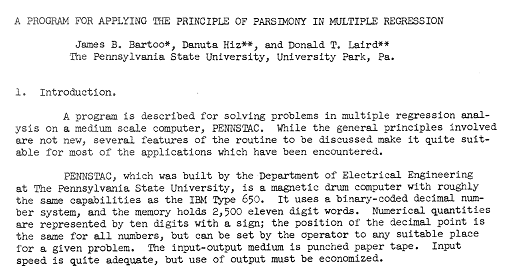 A PROGRAM FOR APPLYING THE PRINCIPLE OF PARSIMONY IN MULTIPLE REGRESSION
James B. Bartoo*, Danuta Hiz**, and Donald T. Laird**
The Pennsylvania State University, University Park, Pa.
1. Introduction.
A program is described for solving problems in multiple regression anal-
ysis on a medium scale computer, PENNSTAC. While the general principles involved
are not new, several features of the routine to be discussed make it quite suit-
able for most of the applications which have been encountered.
PENNSTAC, which was built by the Department of Electrical Engineering
at The Pennsylvania State University, is a magnetic drum computer with roughly
the same capabilities as the IBM Type 650. It uses a binary-coded decimal num-
ber system, and the memory holds 2,500 eleven digit words. Numerical quantities
are represented by ten digits with a sign; the position of the decimal point is
the same for all numbers, but can be set by the operator to any suitable place
for a given problem. The input-output medium is punched paper tape. Input
speed is quite adequate, but use of output must be economized.